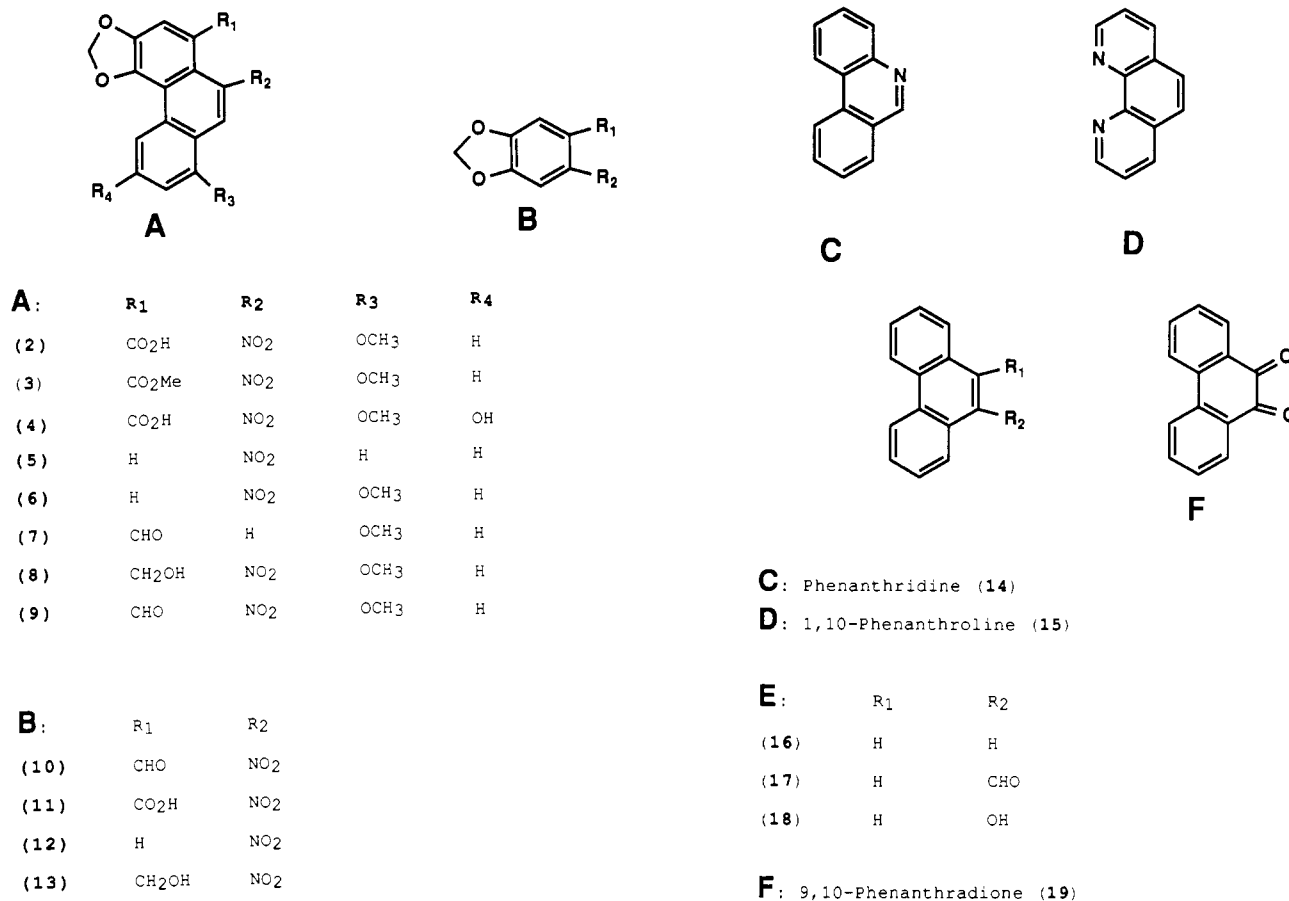 O
O
R1
R2
R4
R3
A
O
O
R1
R2
B
N
C
N
N
D
A: R1 R2 R3 R4
(2) CO2H NO2 OCH3 H
(3) CO2Me NO2 OCH3 H
(4) CO2H NO2 OCH3 OH
(5) H NO2 H H
(6) H NO2 OCH3 H
(7) CHO H OCH3 H
(8) CH2OH NO2 OCH3 H
(9) CHO NO2 OCH3 H
B: R1 R2
(10) CHO NO2
(11) CO2H NO2
(12) H NO2
(13) CH2OH NO2
R1
R2
O
O
F
C: Phenanthridine (14)
D: 1,10-Phenanthroline (15)
E: R1 R2
(16) H H
(17) H CHO
(18) H OH
F: 9,10-Phenanthradione (19)